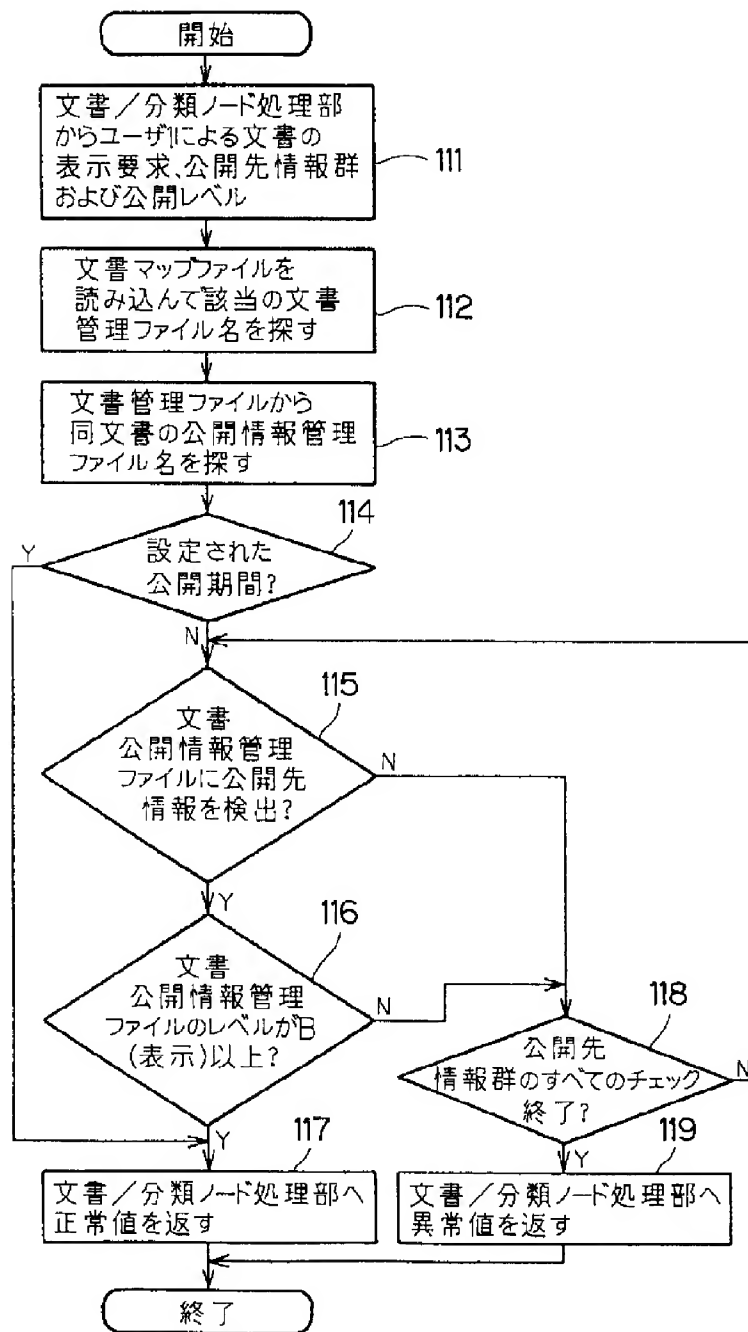 開始
文書／分類ノード処理部
からユーザ1による文書の
表示要求､公開先情報群
および公開レベル
111
文書マップファイルを
読み込んで該当の文書
管理ファイル名を探す
112
文書管理ファイルから
同文書の公開情報管理
ファイル名を探す
113
114
Y
設定された
公開期間?
N
115
文書
公開情報管理
ファイルに公開先
情報を検出?
N
Y
116
文書
公開情報管理
ファイルのレベルがB
(表示)以上?
N
118
公開先
情報群のすべてのチェック
終了?
N
Y
117
Y
119
文書／分類ノード処理部へ
正常値を返す
文書／分類ノード処理部へ
異常値を返す
終了